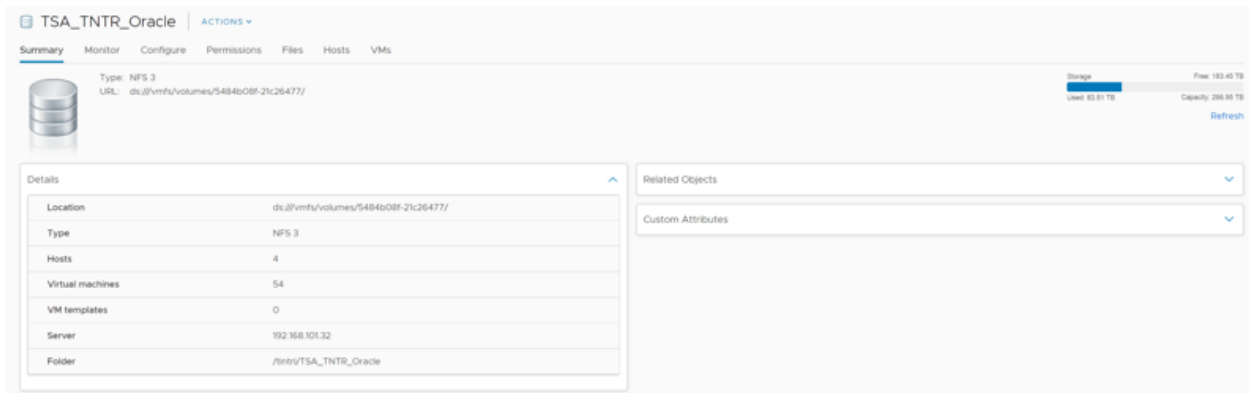 TSA_TNTR_Oracle ACTIONS
Summary Monitor Configure Permissions Files Hosts VMs
Type: NFS 3
URL: ds:///vmfs/volumes/5484b08f-21c26477/
Storage Free: 183.45 TB
Used: 83.51 TB Capacity: 266.95 TB
Refresh
Details
Location ds:///vmfs/volumes/5484b08f-21c26477/
Type NFS 3
Hosts 4
Virtual machines 54
VM templates 0
Server 192.168.101.32
Folder /tintri/TSA_TNTR_Oracle
Related Objects
Custom Attributes